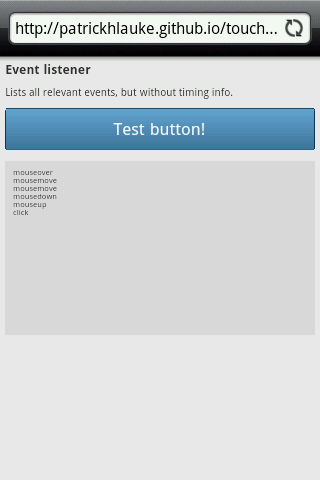 http://patrickhlauke.github.io/touch...
Event listener
Lists all relevant events, but without timing info.
Test button!
mouseover
mousemove
mousemove
mousedown
mouseup
click